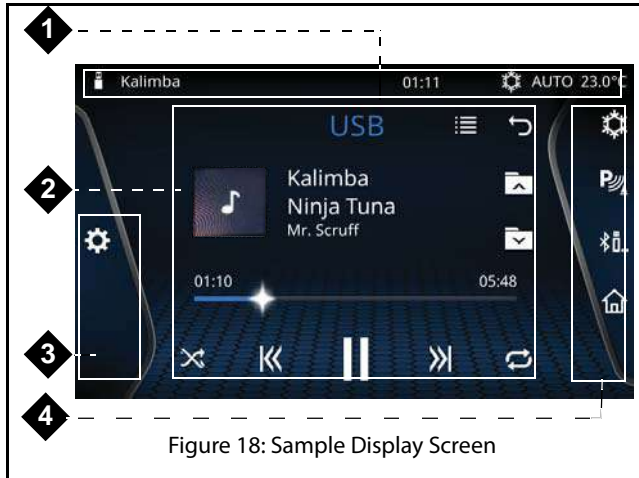 1
Kalimba 01:11 AUTO 23.0°C
USB
2
Kalimba
Ninja Tuna
Mr. Scruff
01:10 05:48
3
4
Figure 18: Sample Display Screen